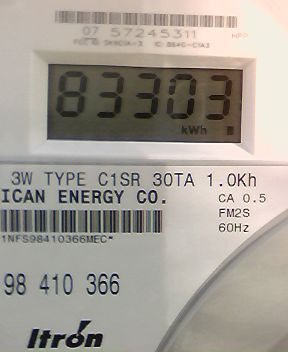 07 57245311
83303
kWh
3W TYPE C1SR 30TA 1.0Kh
ICAN ENERGY CO.
CA 0.5
FM2S
60Hz
1NFS98410366MEC*
98 410 366
Itron